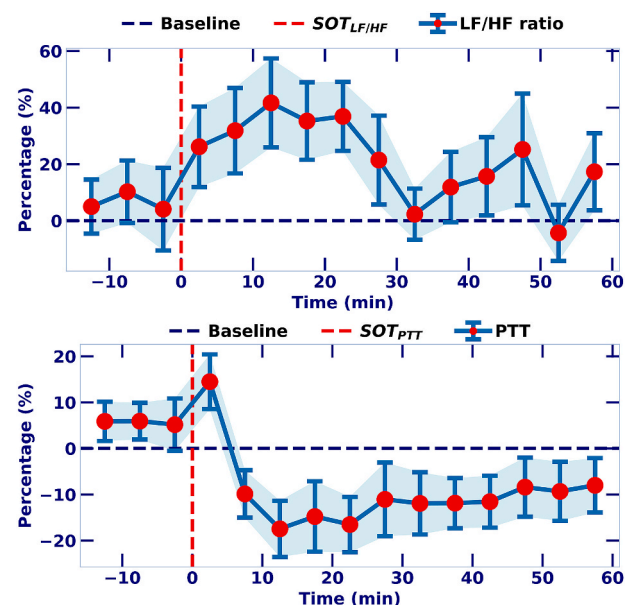 Baseline SOT_LF/HF LF/HF ratio
60
40
20
0
Percentage (%)
−10 0 10 20 30 40 50 60
Time (min)
Baseline SOT_PTT PTT
20
10
0
−10
−20
Percentage (%)
−10 0 10 20 30 40 50 60
Time (min)